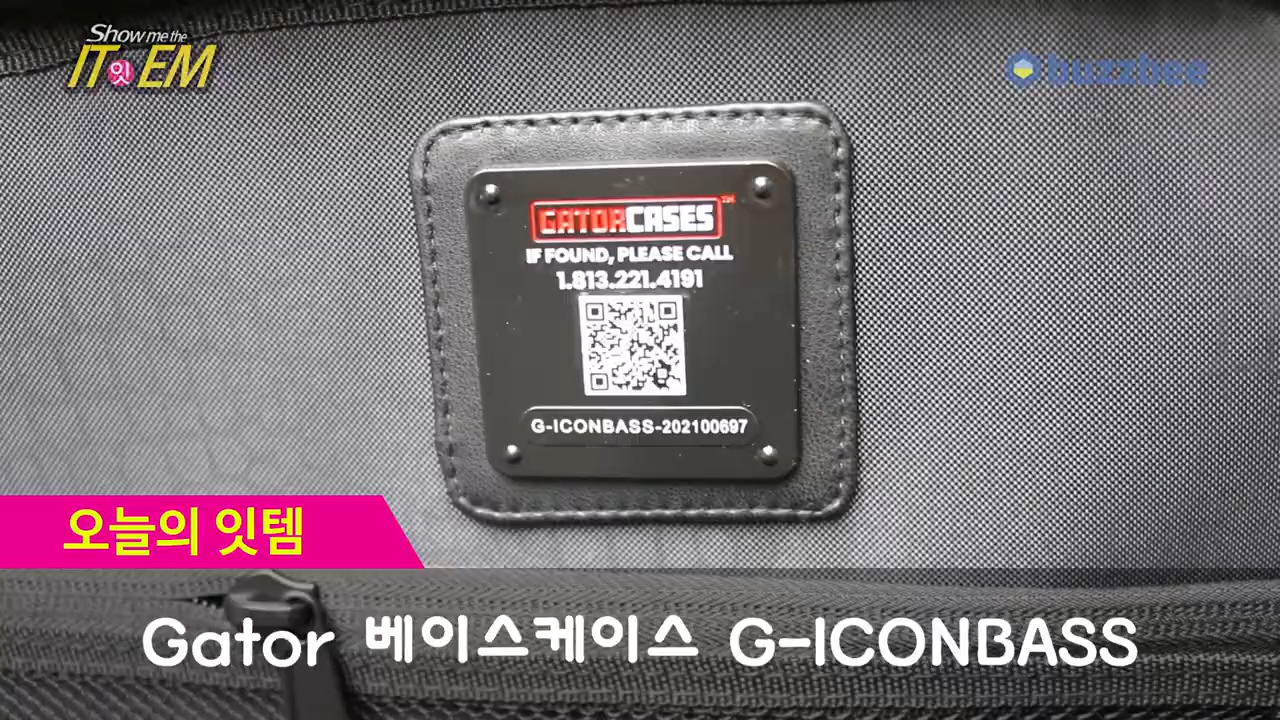 Show me the
IT잇EM
buzzbee
GATORCASES™
IF FOUND, PLEASE CALL
1.813.221.4191
G-ICONBASS-202100697
오늘의 잇템
Gator 베이스케이스 G-ICONBASS